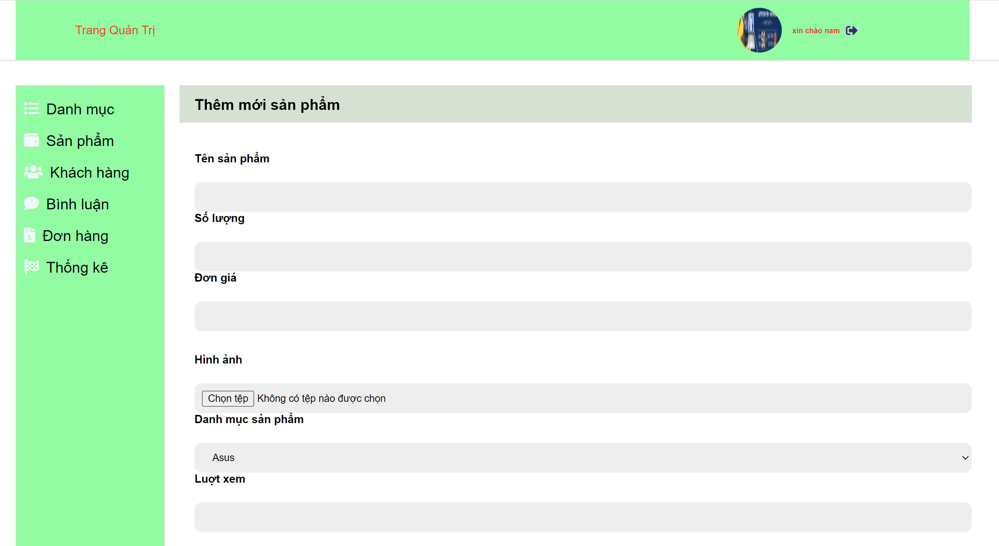 Trang Quản Trị
xin chào nam
Danh mục
Sản phẩm
Khách hàng
Bình luận
Đơn hàng
Thống kê
Thêm mới sản phẩm
Tên sản phẩm
Số lượng
Đơn giá
Hình ảnh
Chọn tệp Không có tệp nào được chọn
Danh mục sản phẩm
Asus
Luợt xem